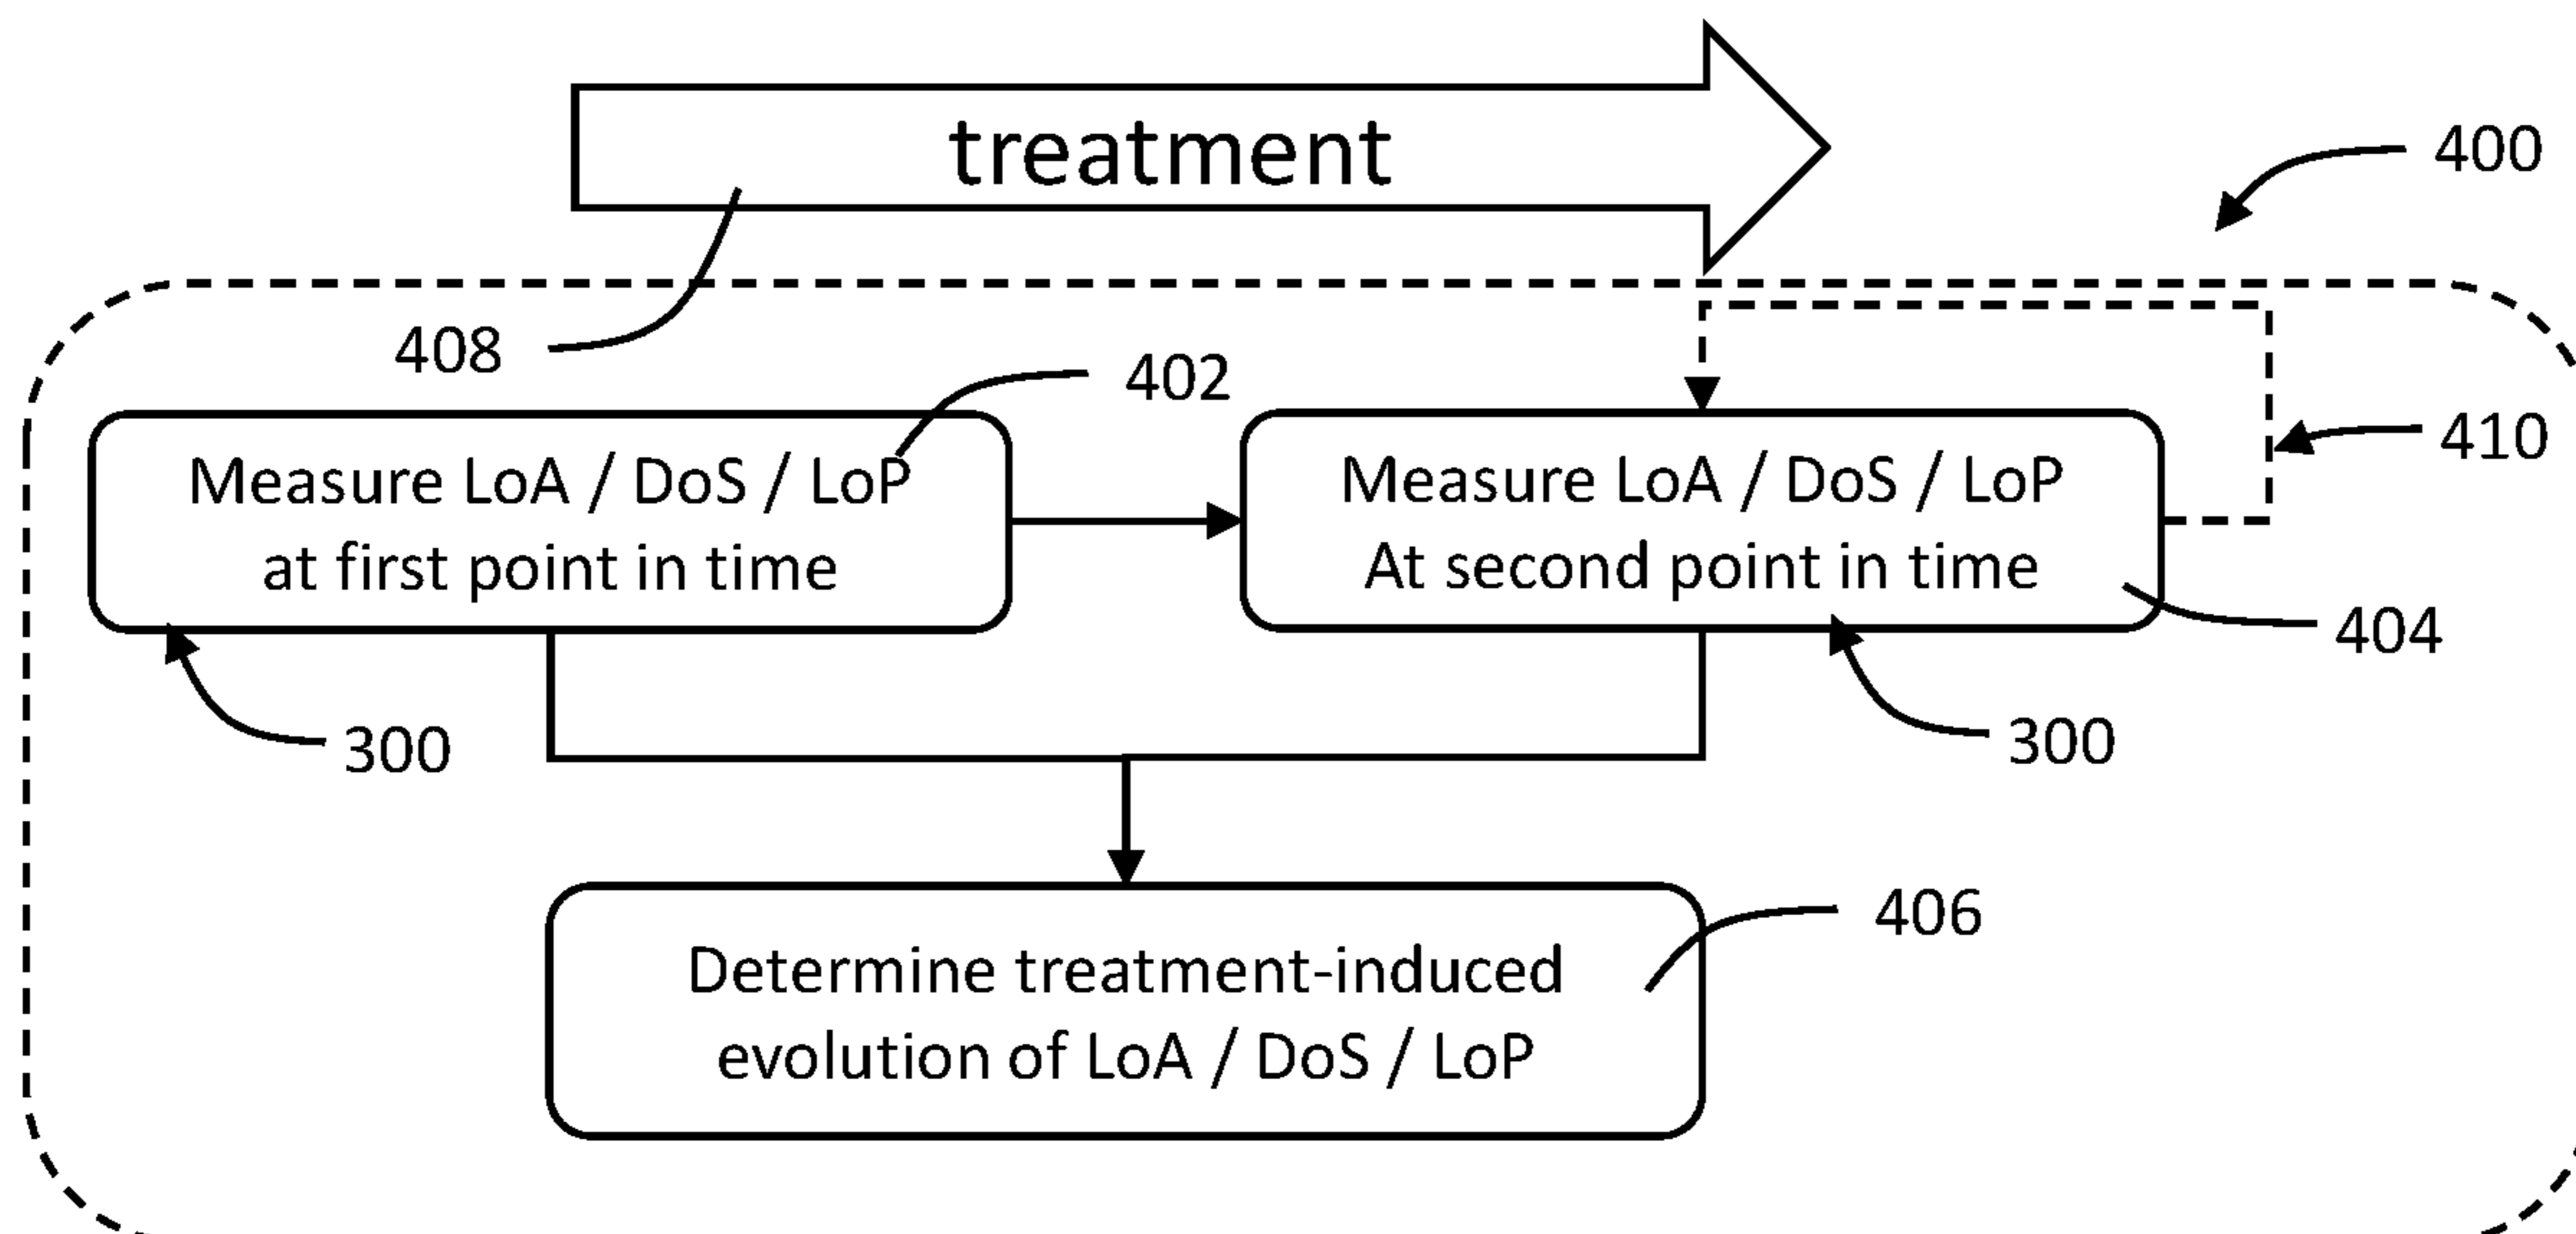 treatment
400
408
402
Measure LoA / DoS / LoP
at first point in time
Measure LoA / DoS / LoP
At second point in time
410
404
300
300
406
Determine treatment-induced
evolution of LoA / DoS / LoP